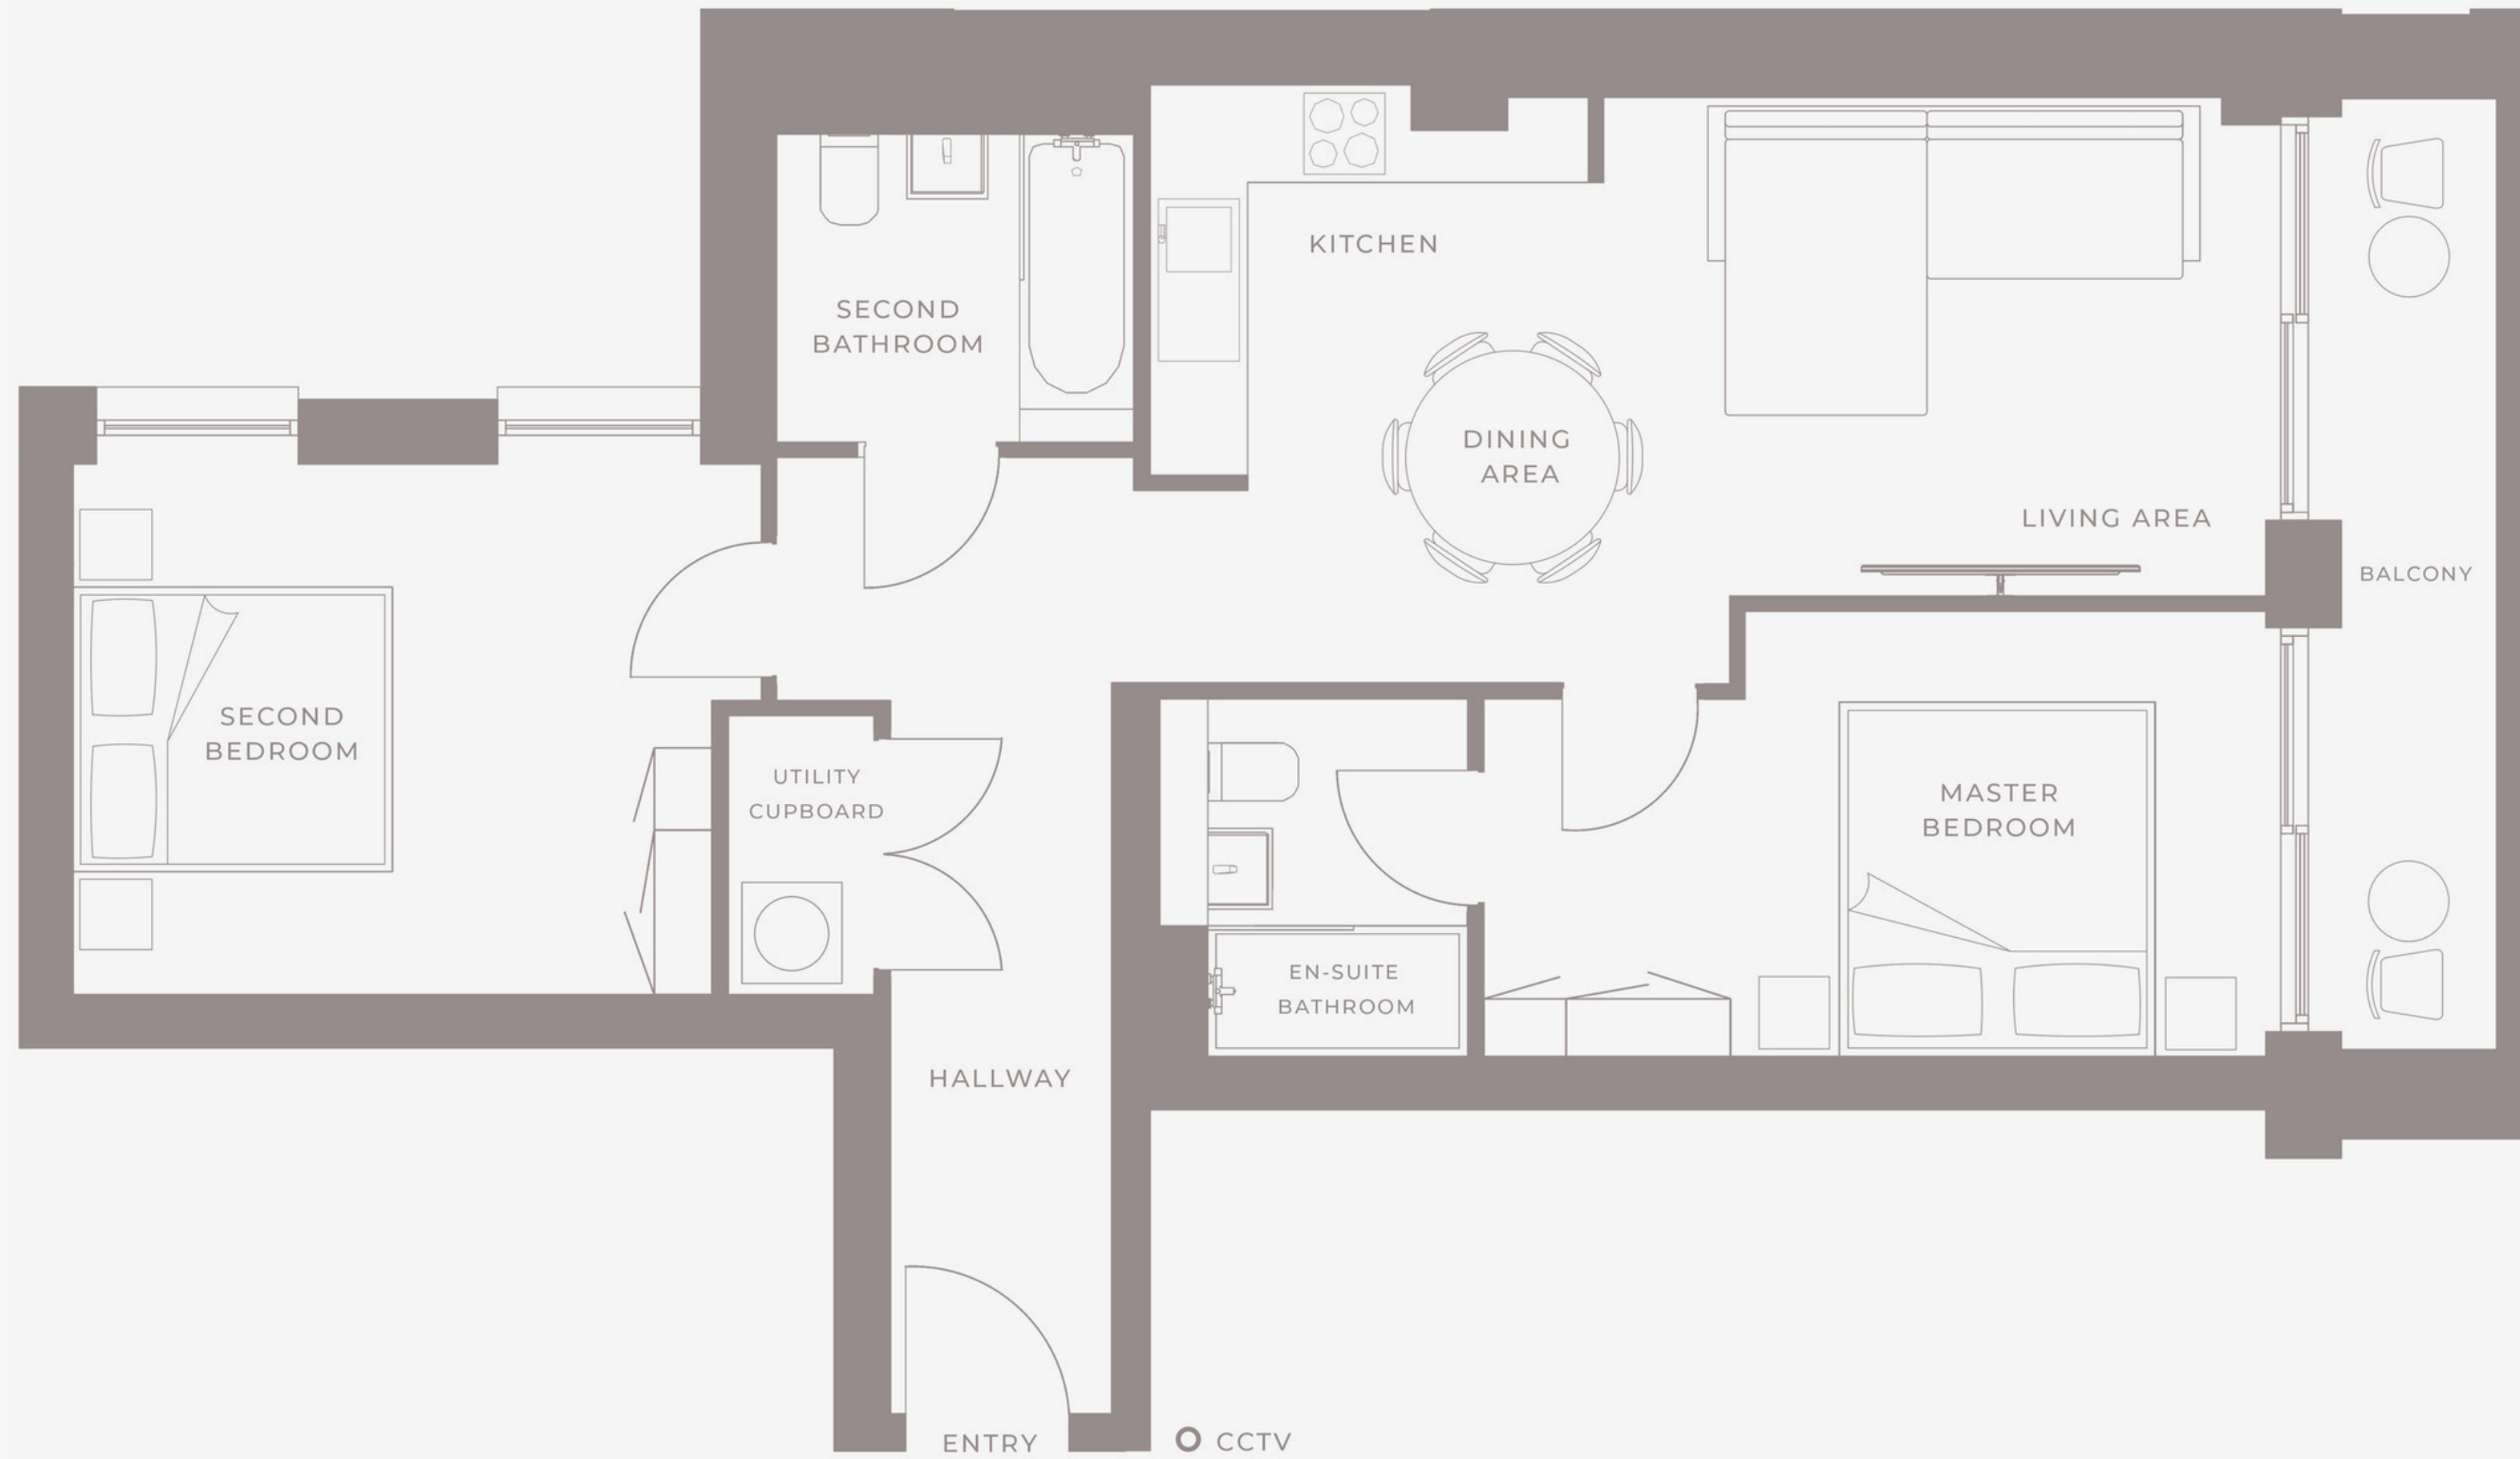 KITCHEN
SECOND
BATHROOM
DINING
AREA
LIVING AREA
BALCONY
SECOND
BEDROOM
UTILITY
CUPBOARD
MASTER
BEDROOM
EN-SUITE
BATHROOM
HALLWAY
ENTRY
CCTV